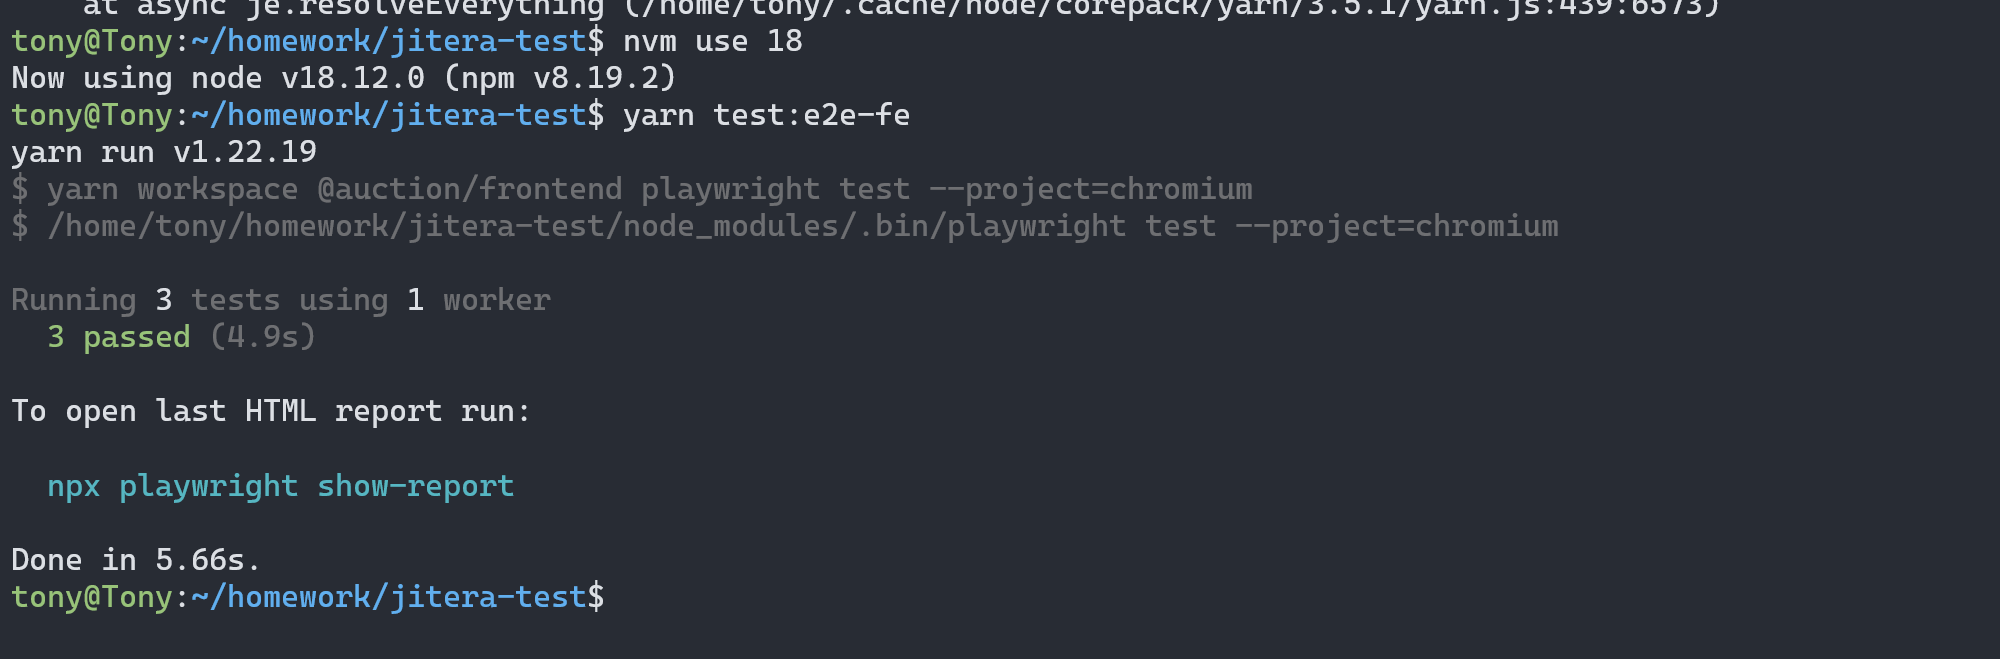 at async je.resolveEverything (/home/tony/.cache/node/corepack/yarn/3.5.1/yarn.js:439:6573)
tony@Tony:~/homework/jitera-test$ nvm use 18
Now using node v18.12.0 (npm v8.19.2)
tony@Tony:~/homework/jitera-test$ yarn test:e2e-fe
yarn run v1.22.19
$ yarn workspace @auction/frontend playwright test --project=chromium
$ /home/tony/homework/jitera-test/node_modules/.bin/playwright test --project=chromium
Running 3 tests using 1 worker
3 passed (4.9s)
To open last HTML report run:
npx playwright show-report
Done in 5.66s.
tony@Tony:~/homework/jitera-test$